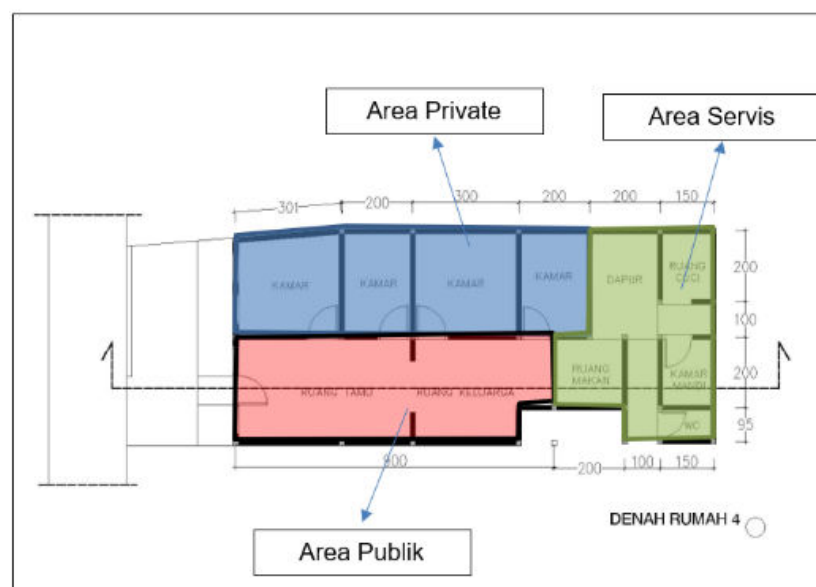 Area Private
Area Servis
301
200
300
200
200
150
KAMAR
KAMAR
KAMAR
KAMAR
DAPUR
RUANG
CUCI
200
100
RUANG TAMU
RUANG KELUARGA
RUANG
MAKAN
KAMAR
MANDI
200
WC
95
900
200
100
150
DENAH RUMAH 4
Area Publik